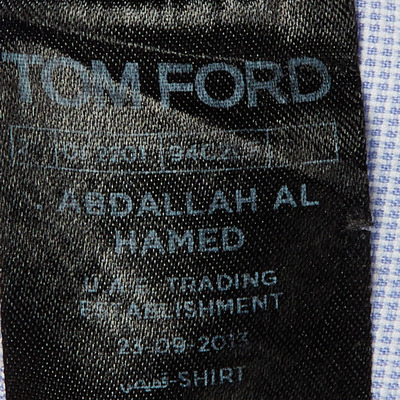 TOM FORD
ABDALLAH AL
HAMED
U.A.E. TRADING
ESTABLISHMENT
23-09-2013
قميص-SHIRT